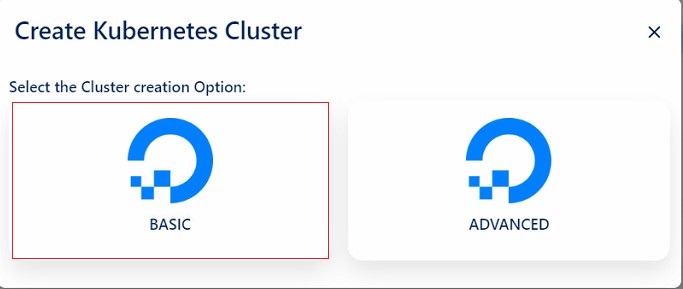 Create Kubernetes Cluster
Select the Cluster creation Option:
BASIC
ADVANCED